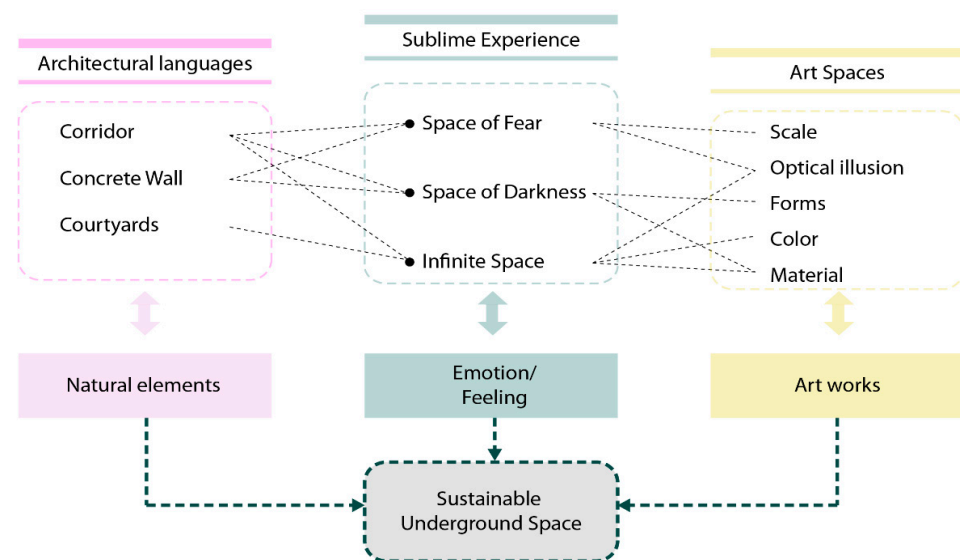 Architectural languages
Corridor
Concrete Wall
Courtyards
Natural elements
Sublime Experience
Space of Fear
Space of Darkness
Infinite Space
Emotion/
Feeling
Art Spaces
Scale
Optical illusion
Forms
Color
Material
Art works
Sustainable
Underground Space